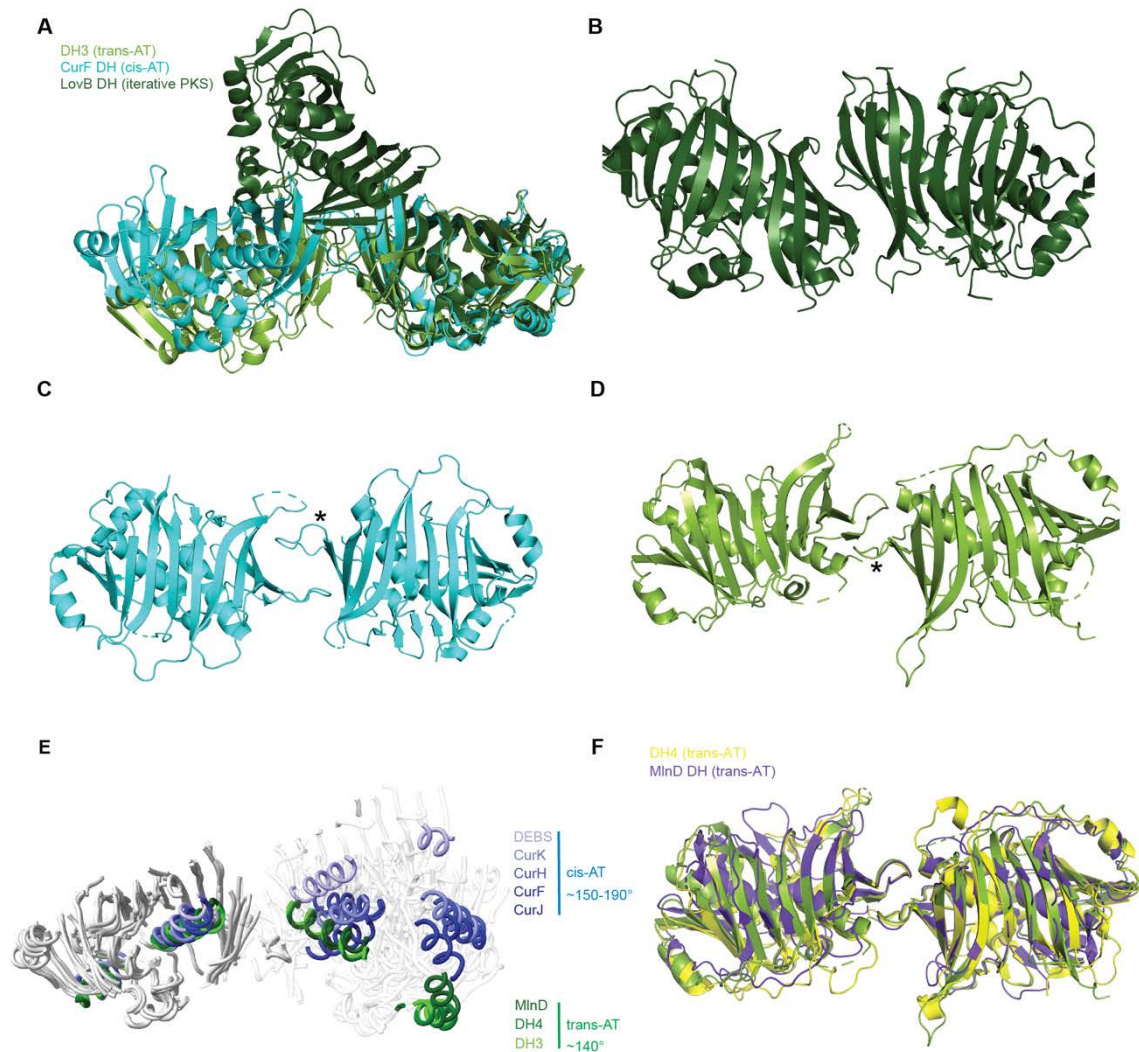 A
DH3 (trans-AT)
CurF DH (cis-AT)
LovB DH (iterative PKS)
B
C
*
D
*
E
DEBS
CurK
CurH
CurF
CurJ
cis-AT
~150-190°
MlnD
DH4
DH3
trans-AT
~140°
F
DH4 (trans-AT)
MlnD DH (trans-AT)